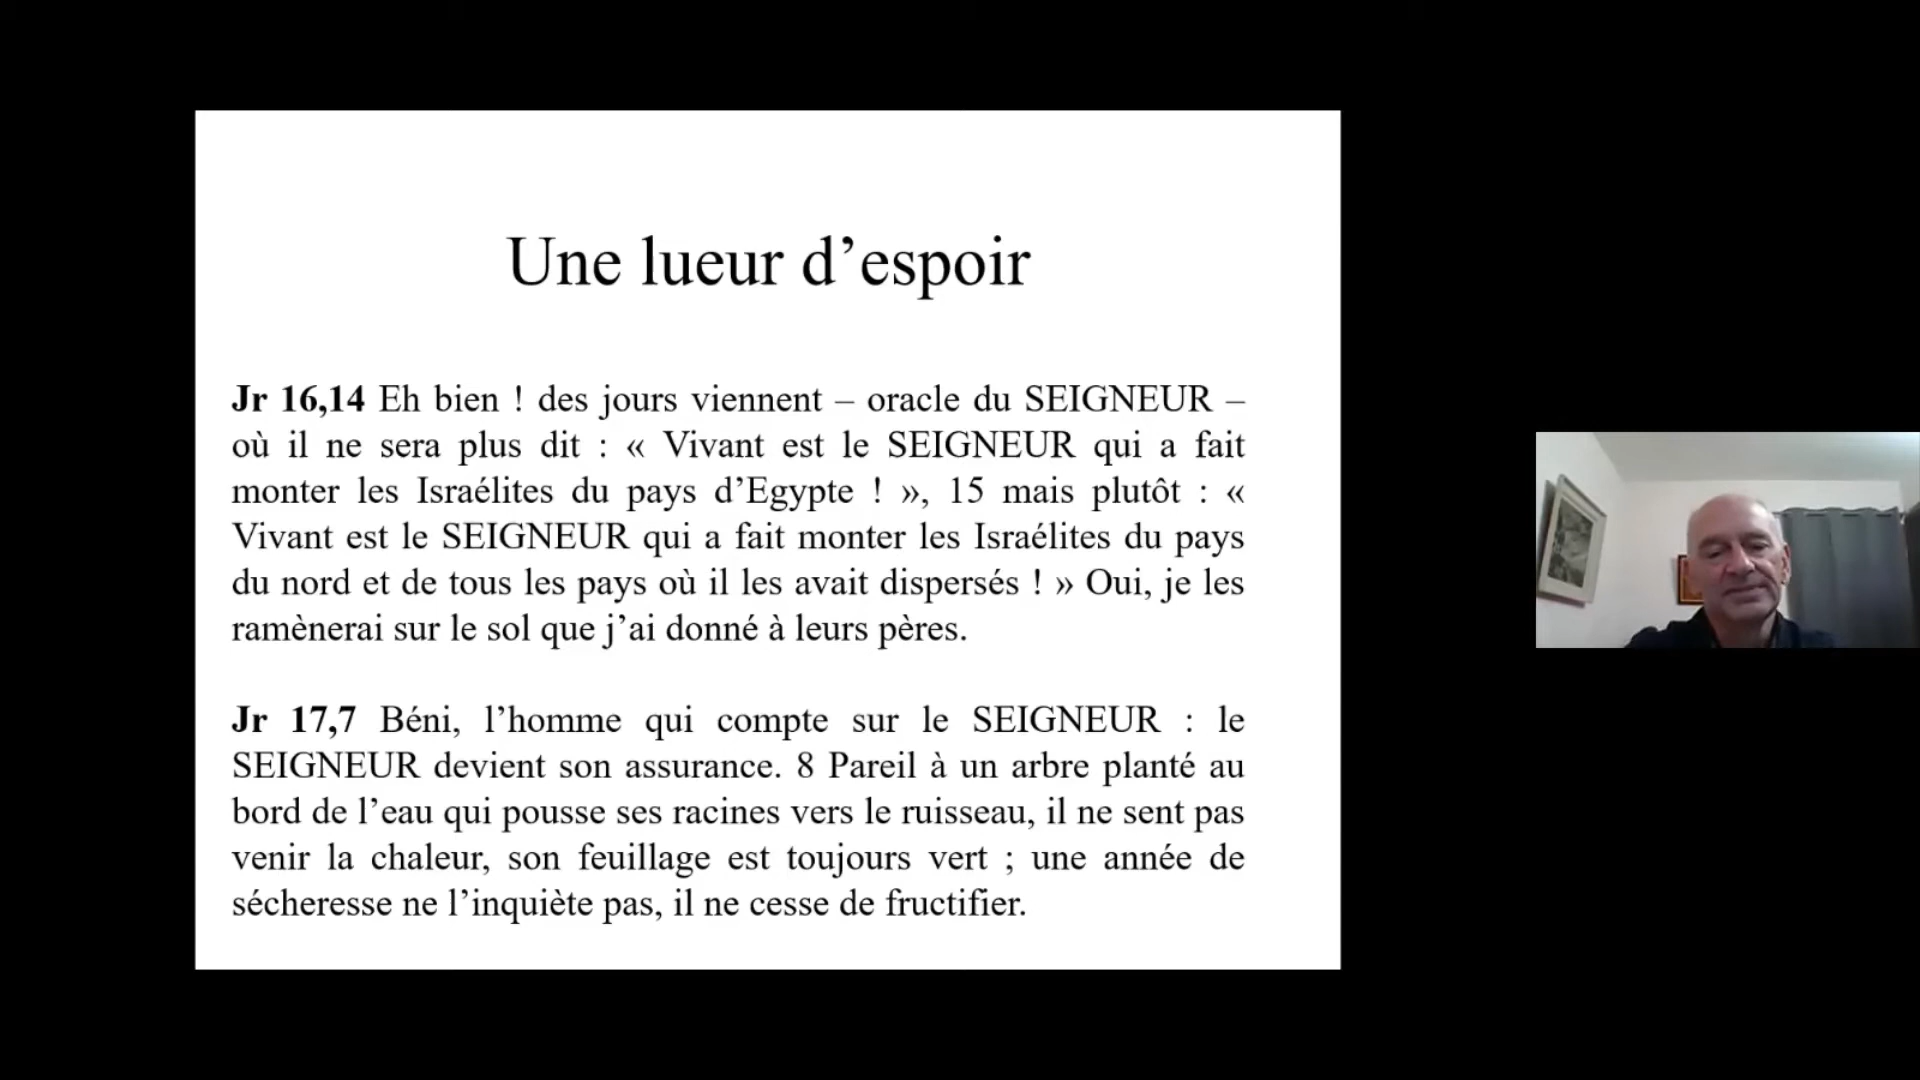 Une lueur d’espoir
Jr 16,14 Eh bien ! des jours viennent – oracle du SEIGNEUR –
où il ne sera plus dit : « Vivant est le SEIGNEUR qui a fait
monter les Israélites du pays d’Egypte ! », 15 mais plutôt : «
Vivant est le SEIGNEUR qui a fait monter les Israélites du pays
du nord et de tous les pays où il les avait dispersés ! » Oui, je les
ramènerai sur le sol que j’ai donné à leurs pères.
Jr 17,7 Béni, l’homme qui compte sur le SEIGNEUR : le
SEIGNEUR devient son assurance. 8 Pareil à un arbre planté au
bord de l’eau qui pousse ses racines vers le ruisseau, il ne sent pas
venir la chaleur, son feuillage est toujours vert ; une année de
sécheresse ne l’inquiète pas, il ne cesse de fructifier.